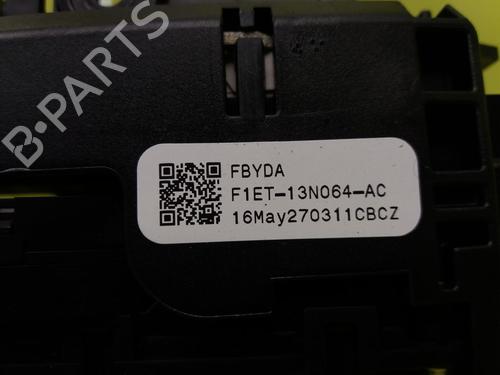 B-PARTS
FBYDA
F1ET-13N064-AC
16May270311CBCZ